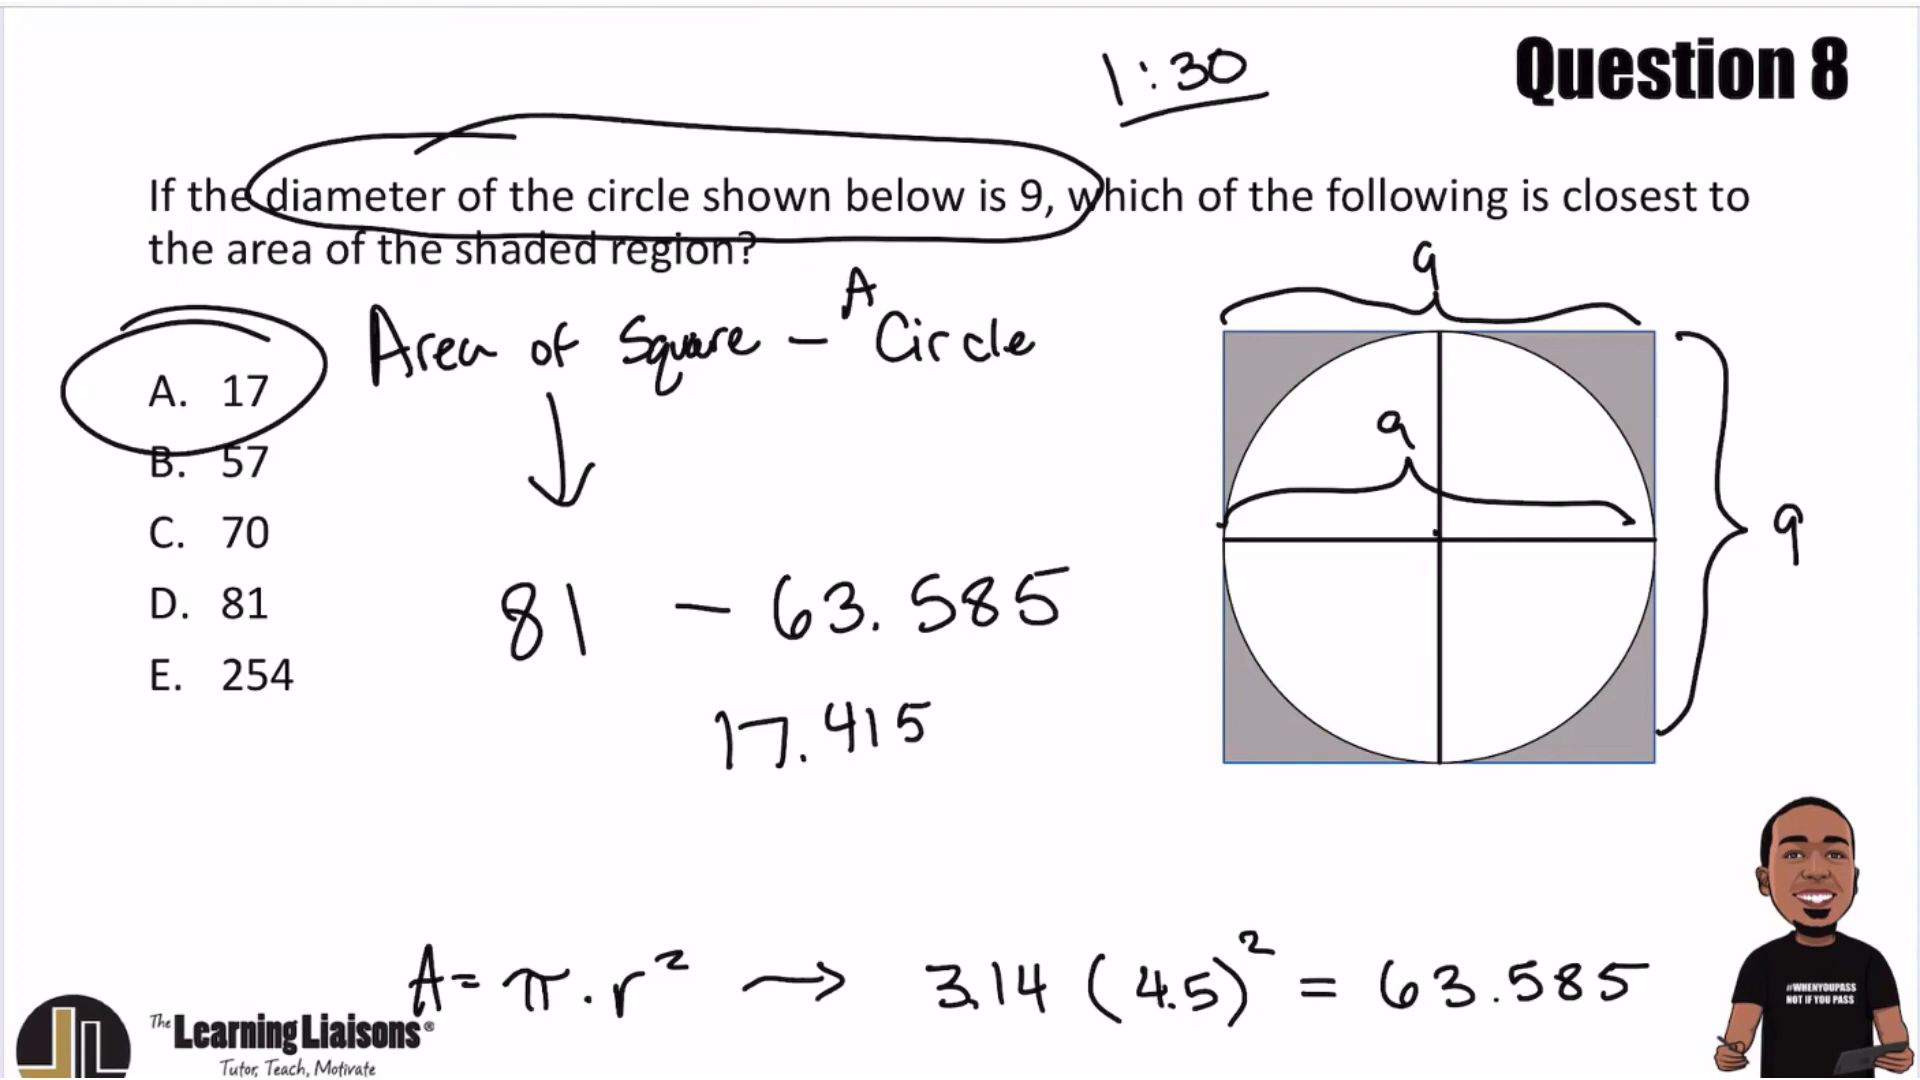 1:30
Question 8
If the diameter of the circle shown below is 9, which of the following is closest to
the area of the shaded region?
9
A
Area of Square – Circle
A. 17
B. 57
C. 70
D. 81
E. 254
9
9
81 – 63.585
17.415
A = π · r² → 3.14 (4.5)² = 63.585
#WHENYOUPASS
NOT IF YOU PASS
The Learning Liaisons®
Tutor, Teach, Motivate